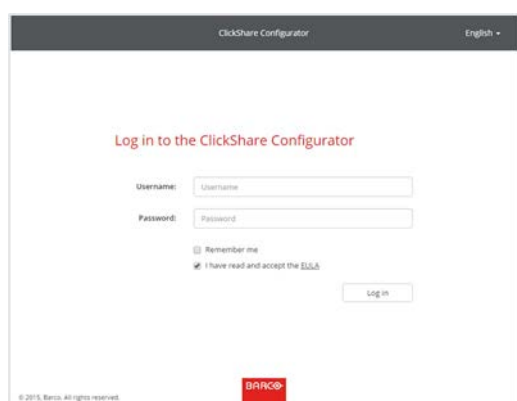 ClickShare Configurator
English
Log in to the ClickShare Configurator
Username: Username
Password: Password
Remember me
I have read and accept the EULA
Log in
BARCO
© 2015, Barco. All rights reserved.